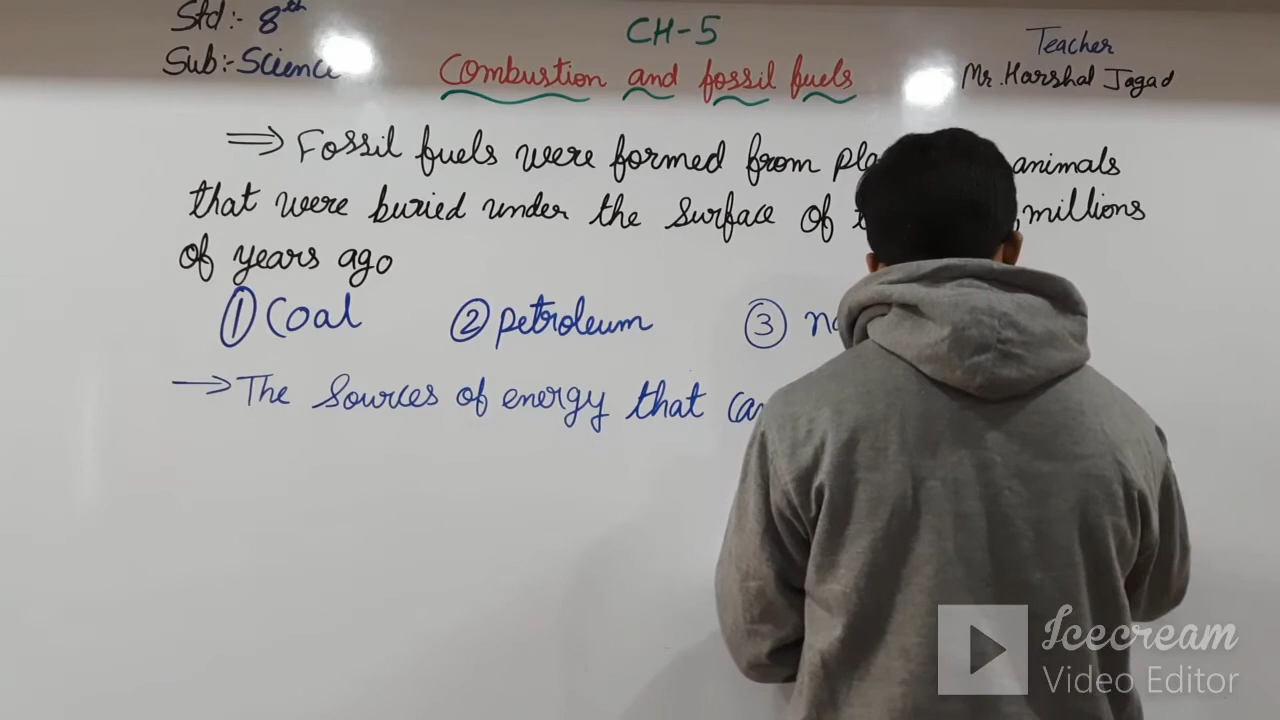 Std:- 8th
Sub:- Science
CH-5
Combustion and fossil fuels
Teacher
Mr. Harshal Jagad
⇒ Fossil fuels were formed from animals
that were buried under the surface of millions
of years ago
① Coal ② petroleum ③
→ The sources of energy that
Icecream
Video Editor